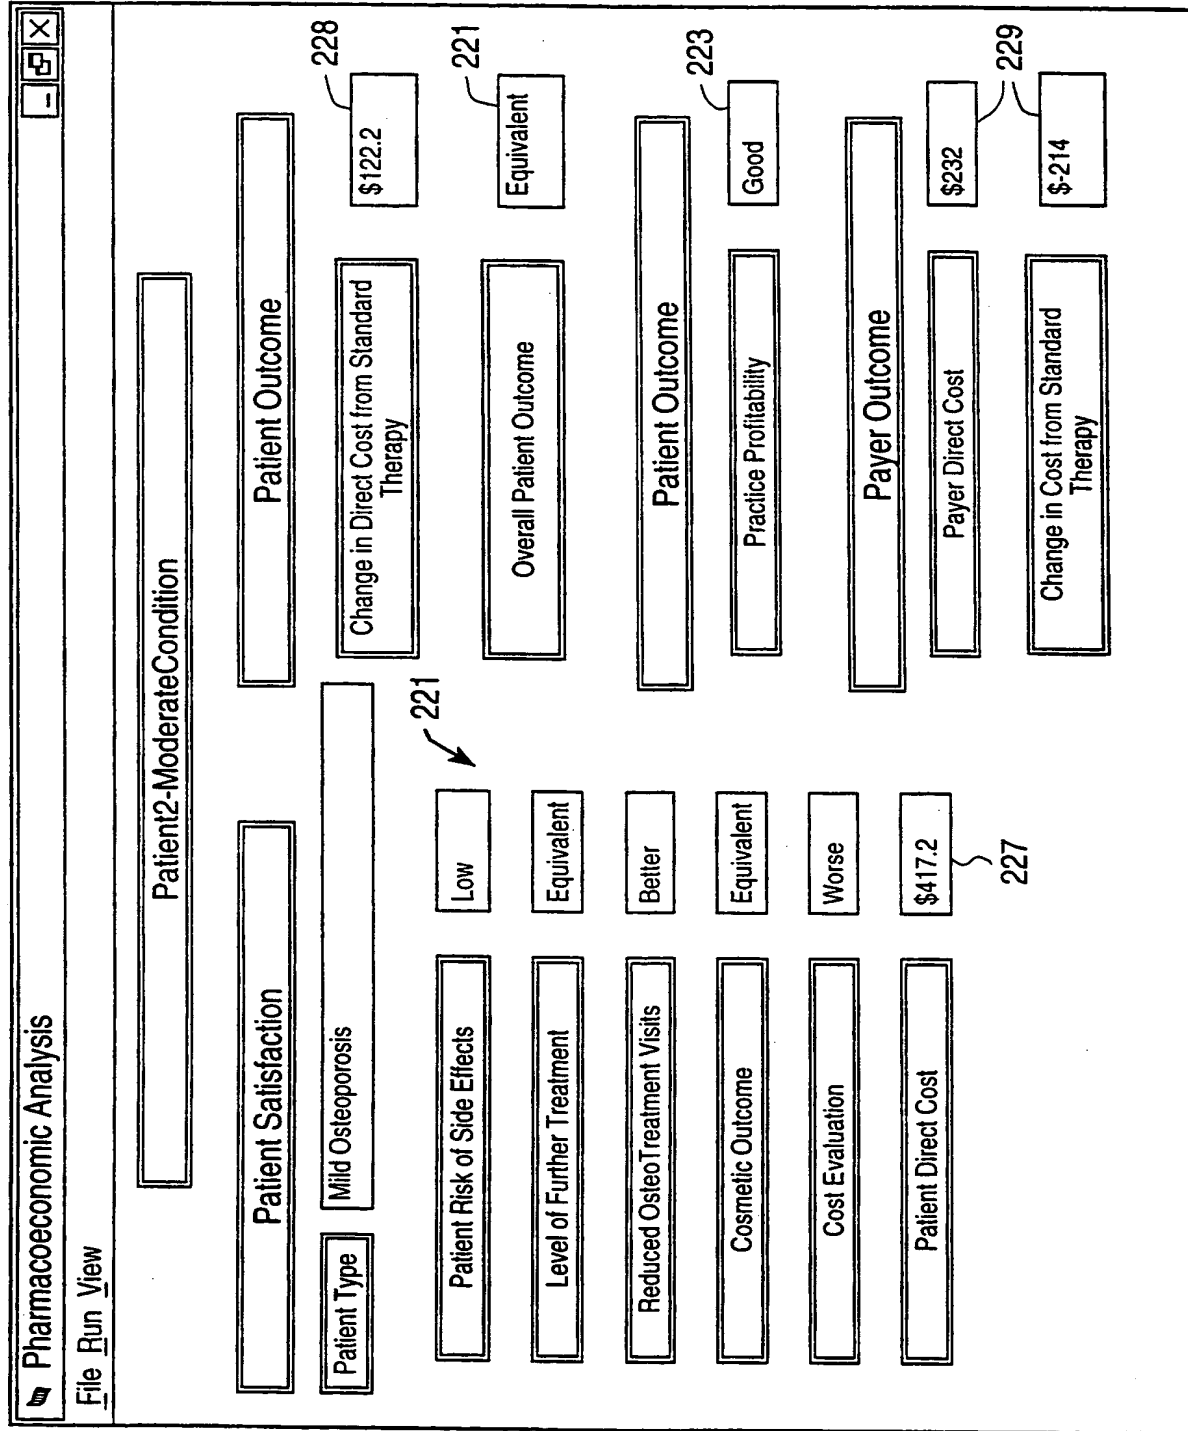 Pharmacoeconomic Analysis
File Run View
Patient2-ModerateCondition
Patient Satisfaction
Patient Type
Mild Osteoporosis
221
Patient Risk of Side Effects
Low
Level of Further Treatment
Equivalent
Reduced OsteoTreatment Visits
Better
Cosmetic Outcome
Equivalent
Cost Evaluation
Worse
Patient Direct Cost
$417.2
227
Patient Outcome
Change in Direct Cost from Standard
Therapy
$122.2
228
Overall Patient Outcome
Equivalent
221
Patient Outcome
Practice Profitability
Good
223
Payer Outcome
Payer Direct Cost
$232
229
Change in Cost from Standard
Therapy
$-214